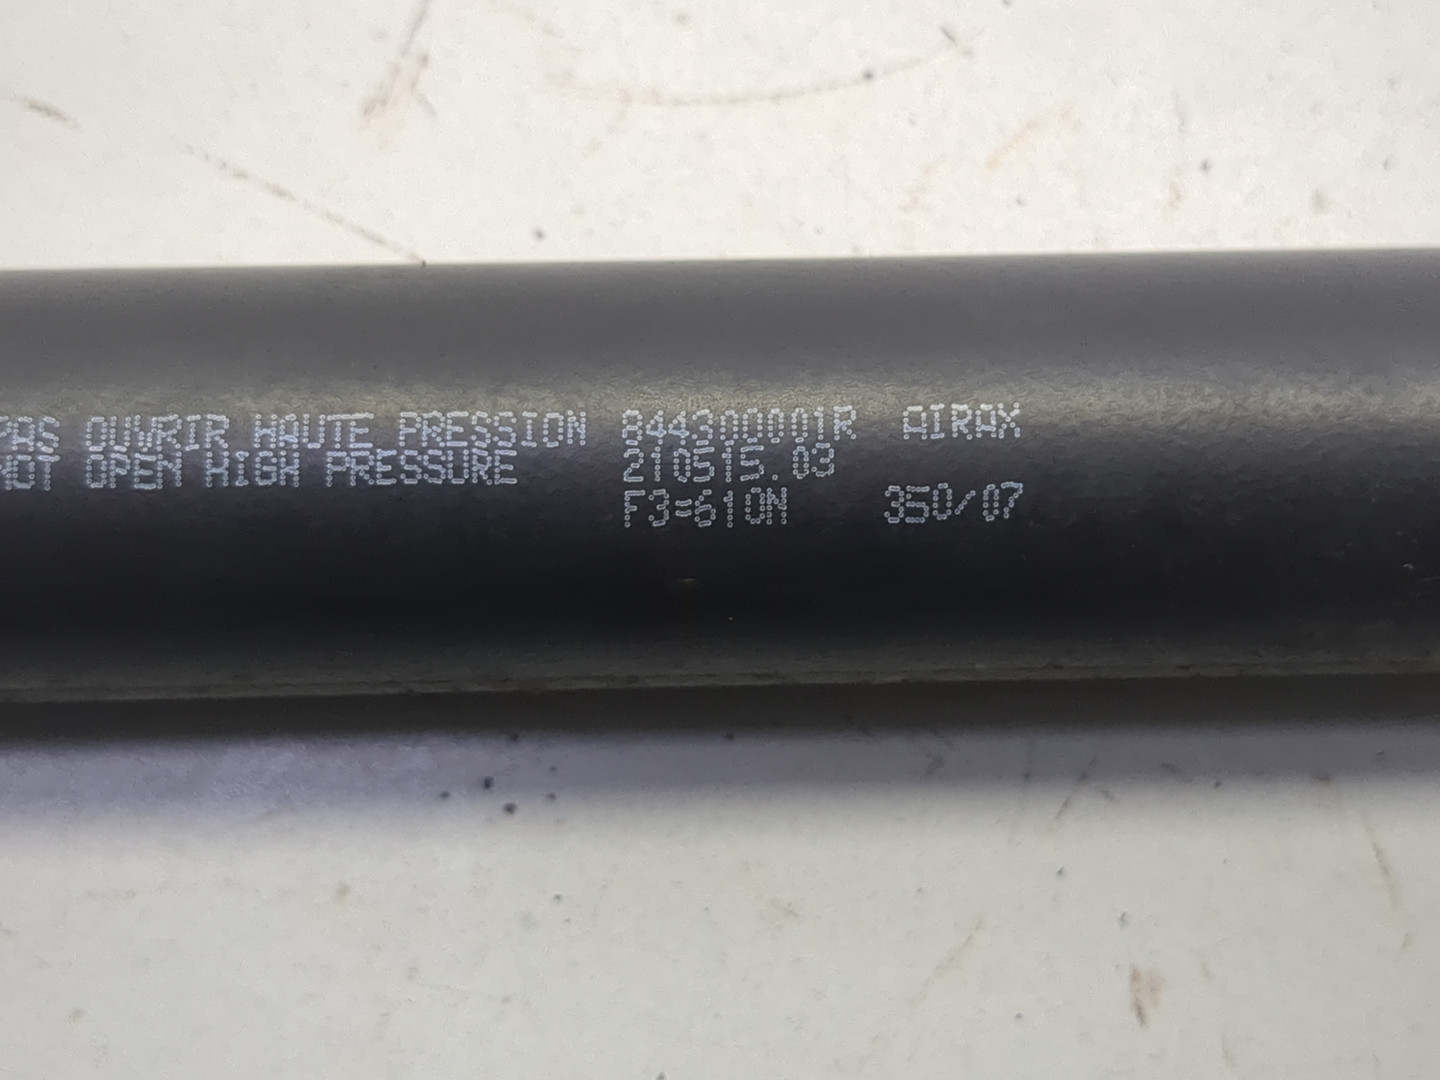 PAS OUVRIR HAUTE PRESSION 844300001R AIRAX
NOT OPEN HIGH PRESSURE 210515.03
F3=610N 350/07